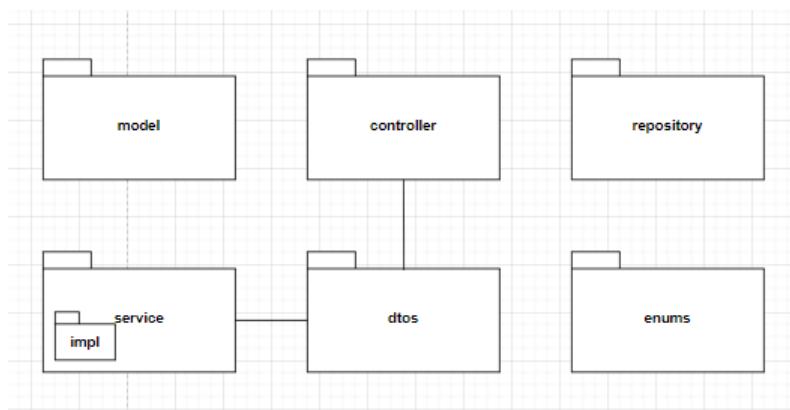 model
controller
repository
service
impl
dtos
enums